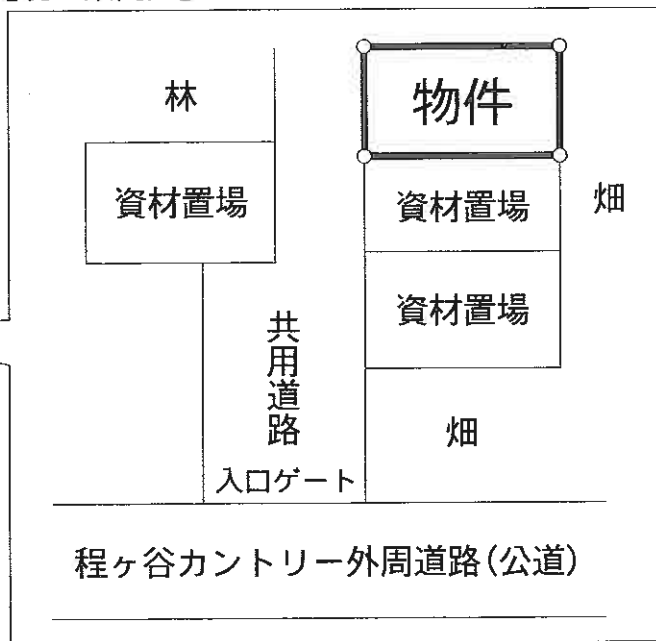 林
物件
資材置場
資材置場
畑
資材置場
共用道路
畑
入口ゲート
程ヶ谷カントリー外周道路(公道)